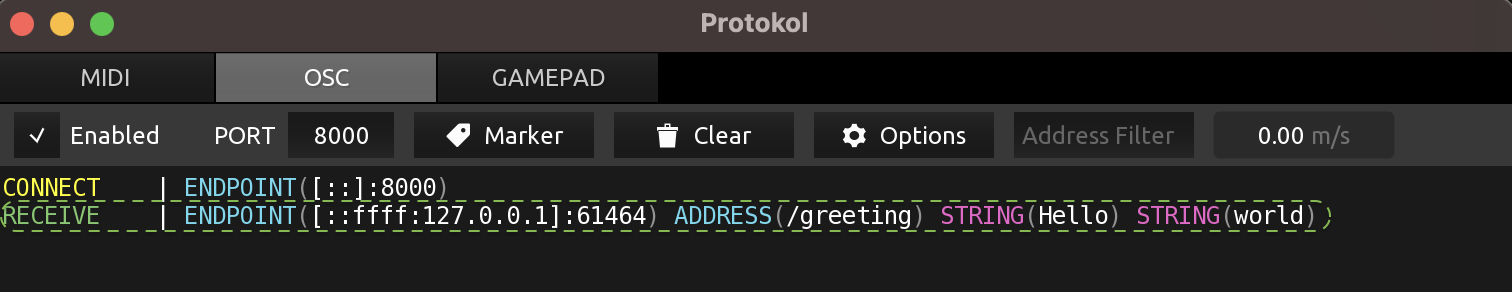 Protokol
MIDI OSC GAMEPAD
Enabled PORT 8000 Marker Clear Options Address Filter 0.00 m/s
CONNECT | ENDPOINT([::]:8000)
RECEIVE | ENDPOINT([::ffff:127.0.0.1]:61464) ADDRESS(/greeting) STRING(Hello) STRING(world)